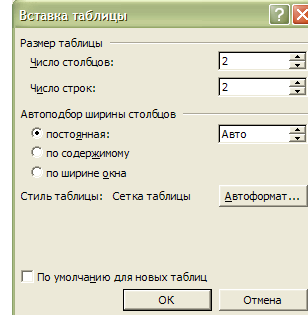 Вставка таблицы
Размер таблицы
Число столбцов: 2
Число строк: 2
Автоподбор ширины столбцов
постоянная: Авто
по содержимому
по ширине окна
Стиль таблицы: Сетка таблицы Автоформат...
По умолчанию для новых таблиц
ОК Отмена